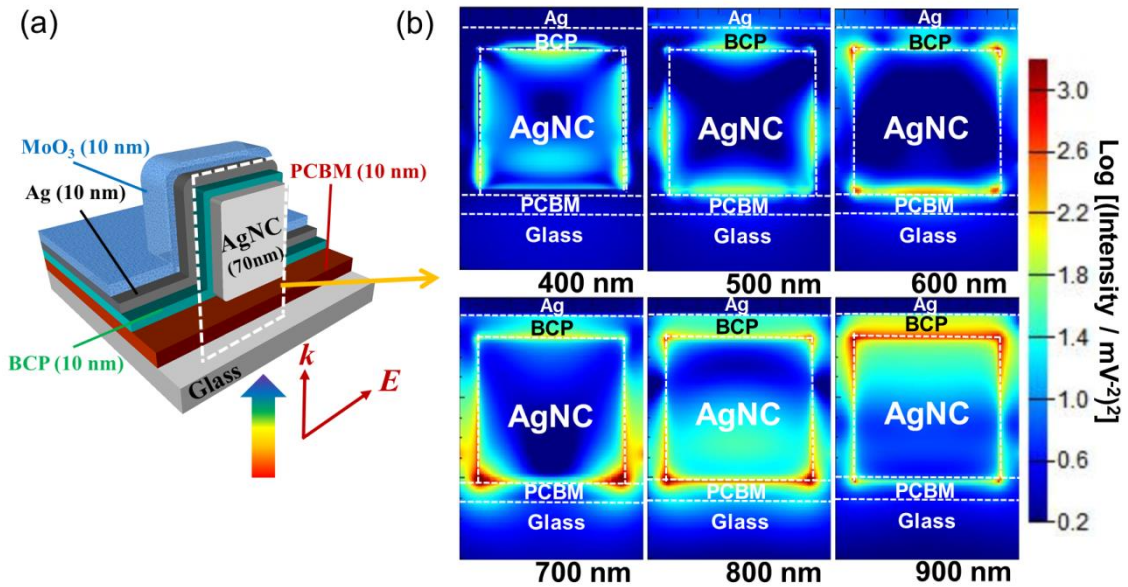 (a)
MoO₃ (10 nm)
Ag (10 nm)
PCBM (10 nm)
AgNC
(70nm)
BCP (10 nm)
Glass
k
E
(b)
Ag
BCP
AgNC
PCBM
Glass
400 nm
Ag
BCP
AgNC
PCBM
Glass
500 nm
Ag
BCP
AgNC
PCBM
Glass
600 nm
Ag
BCP
AgNC
PCBM
Glass
700 nm
Ag
BCP
AgNC
PCBM
Glass
800 nm
Ag
BCP
AgNC
PCBM
Glass
900 nm
3.0
2.6
2.2
1.8
1.4
1.0
0.6
0.2
Log [(Intensity / mV⁻²)²]